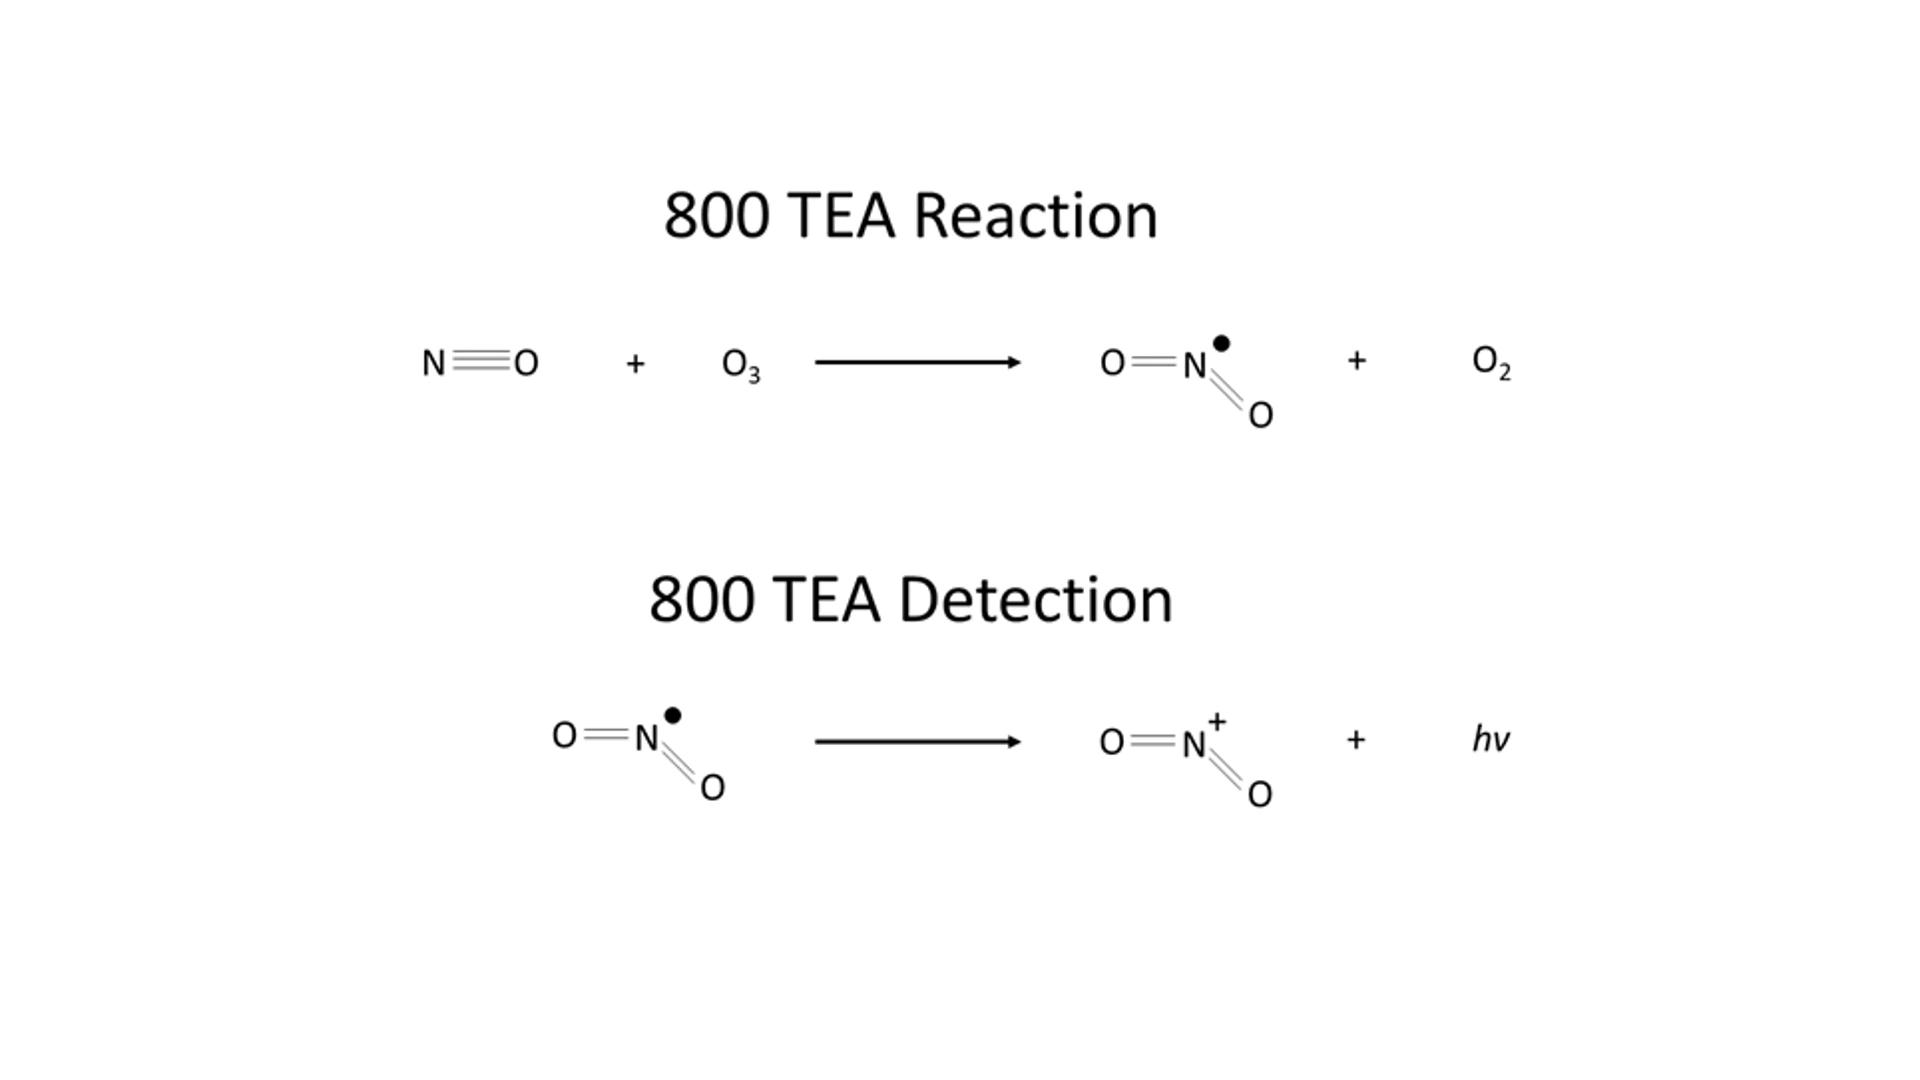 800 TEA Reaction
N≡O + O₃ → O=N•=O + O₂
800 TEA Detection
O=N•=O → O=N⁺=O + hv